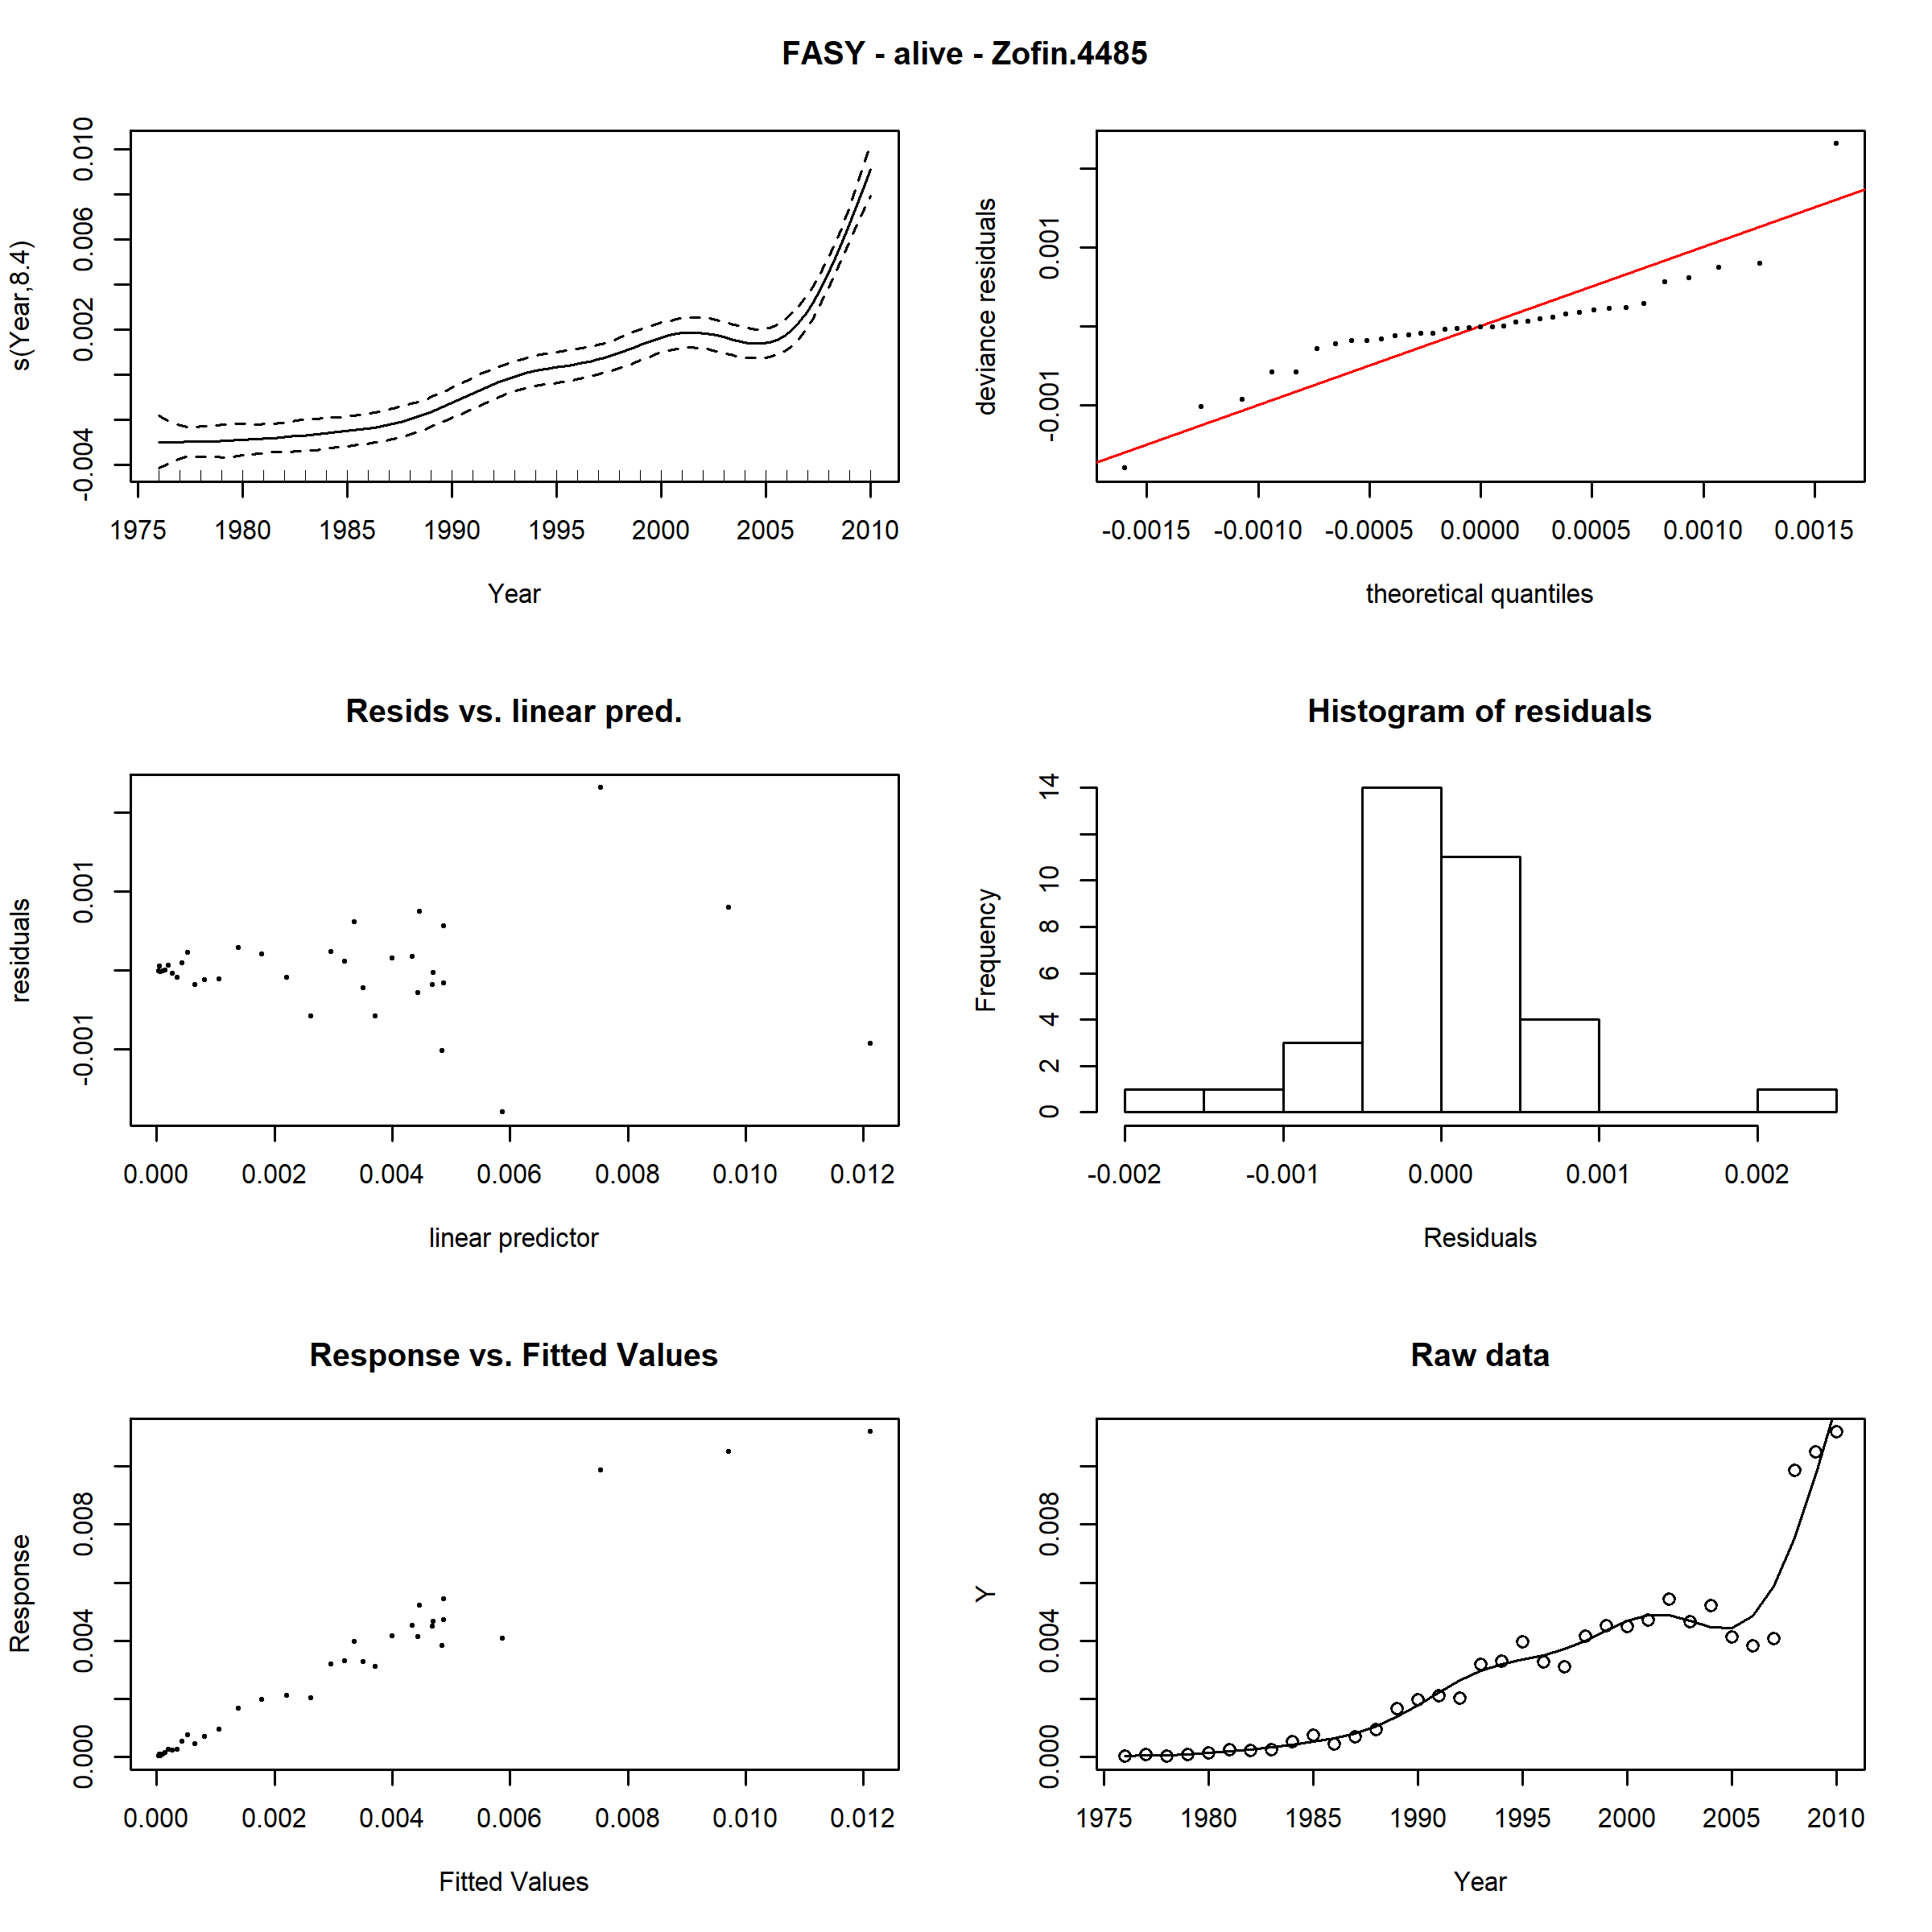 FASY - alive - Zofin.4485
s(Year,8.4)
-0.004 0.002 0.006 0.010
1975 1980 1985 1990 1995 2000 2005 2010
Year
deviance residuals
-0.001 0.001
-0.0015 -0.0010 -0.0005 0.0000 0.0005 0.0010 0.0015
theoretical quantiles
Resids vs. linear pred.
residuals
-0.001 0.001
0.000 0.002 0.004 0.006 0.008 0.010 0.012
linear predictor
Histogram of residuals
Frequency
0 2 4 6 8 10 14
-0.002 -0.001 0.000 0.001 0.002
Residuals
Response vs. Fitted Values
Response
0.000 0.004 0.008
0.000 0.002 0.004 0.006 0.008 0.010 0.012
Fitted Values
Raw data
Y
0.000 0.004 0.008
1975 1980 1985 1990 1995 2000 2005 2010
Year